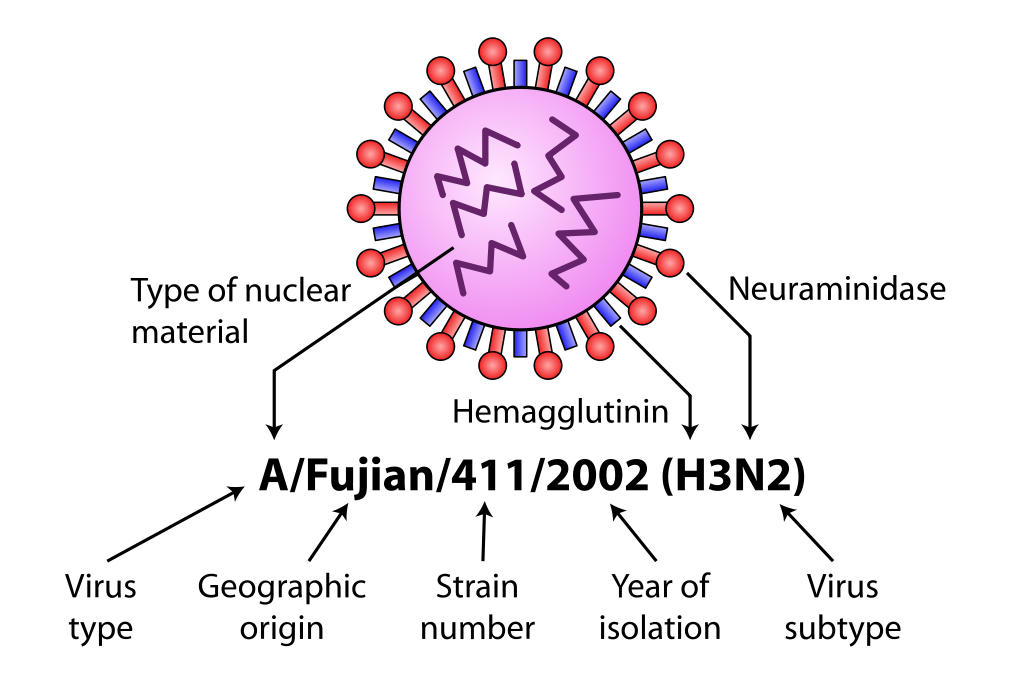 Type of nuclear
material
Neuraminidase
Hemagglutinin
A/Fujian/411/2002 (H3N2)
Virus
type
Geographic
origin
Strain
number
Year of
isolation
Virus
subtype